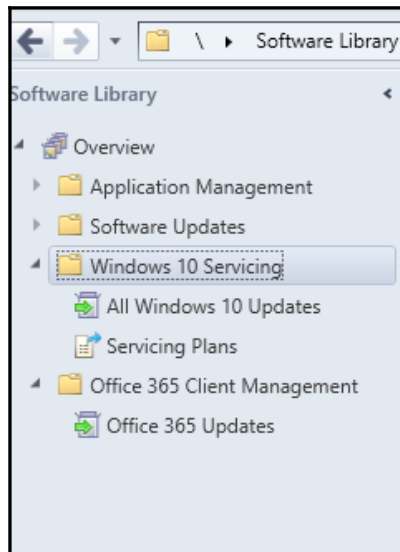 \ Software Library
Software Library
Overview
Application Management
Software Updates
Windows 10 Servicing
All Windows 10 Updates
Servicing Plans
Office 365 Client Management
Office 365 Updates